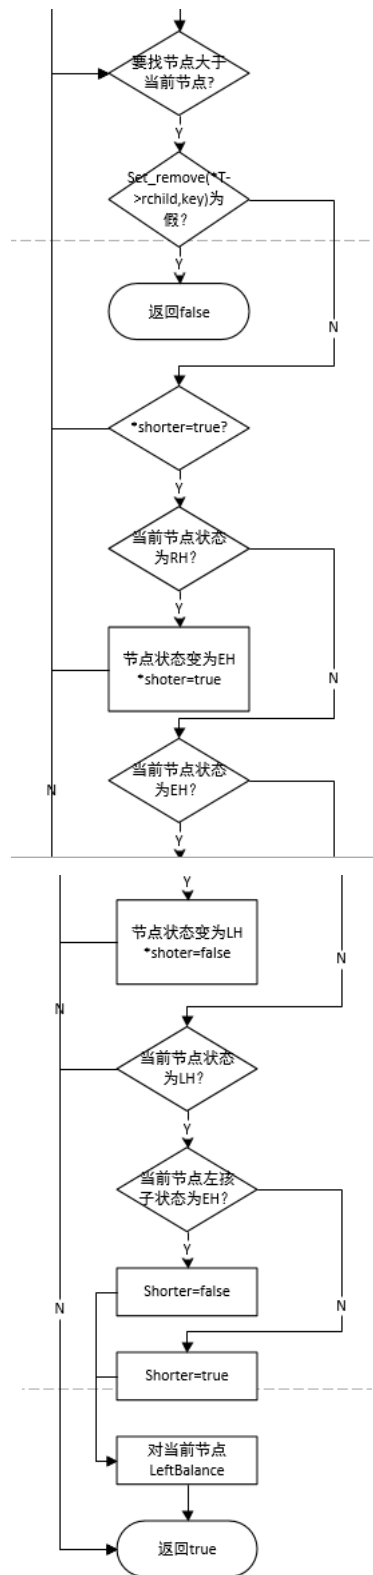 要找节点大于
当前节点?
Y
Set_remove(*T-
>rchild,key)为
假?
Y
返回false
N
*shorter=true?
Y
当前节点状态
为RH?
Y
节点状态变为EH
*shoter=true
N
当前节点状态
为EH?
N
Y
Y
节点状态变为LH
*shoter=false
N
N
当前节点状态
为LH?
Y
当前节点左孩
子状态为EH?
Y
Shorter=false
N
N
Shorter=true
对当前节点
LeftBalance
返回true